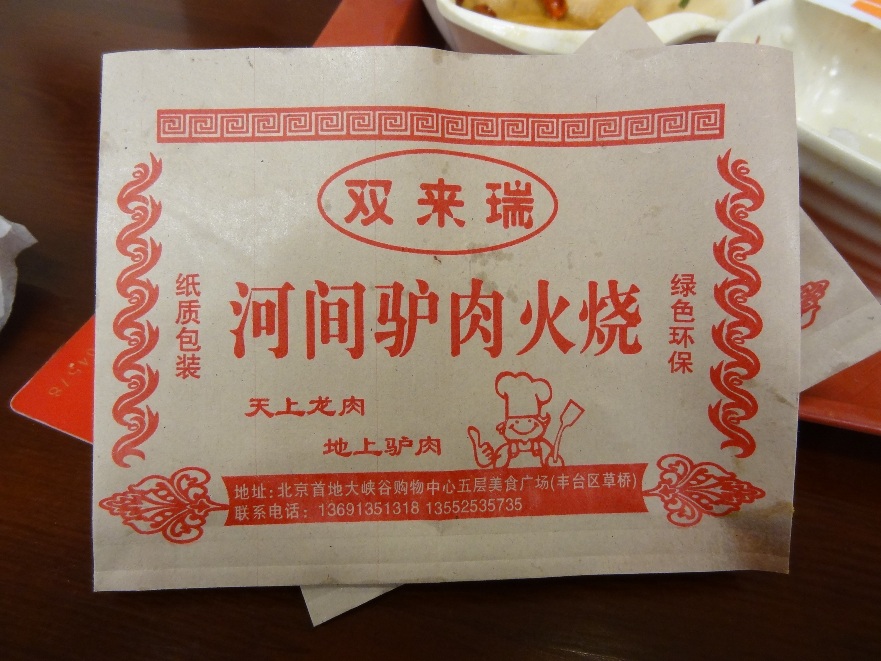 双来瑞
纸质包装
河间驴肉火烧
绿色环保
天上龙肉
地上驴肉
地址:北京首地大峡谷购物中心五层美食广场(丰台区草桥)
联系电话：13691351318 13552535735